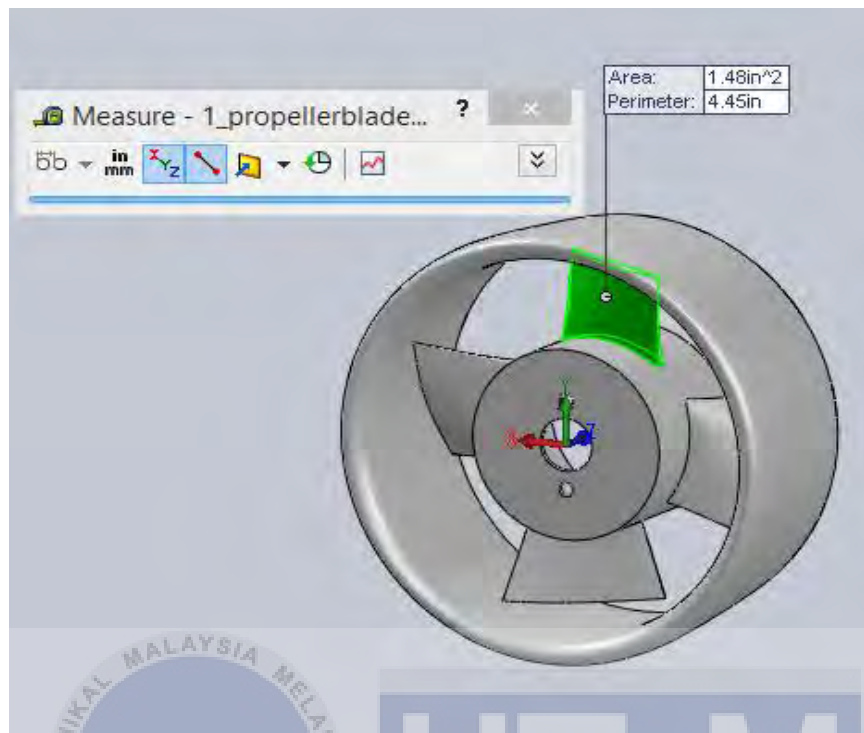 Measure - 1_propellerblade... ?
in
mm
X Y Z
Area: 1.48in^2
Perimeter: 4.45in
Y
X
Z
MALAYSIA